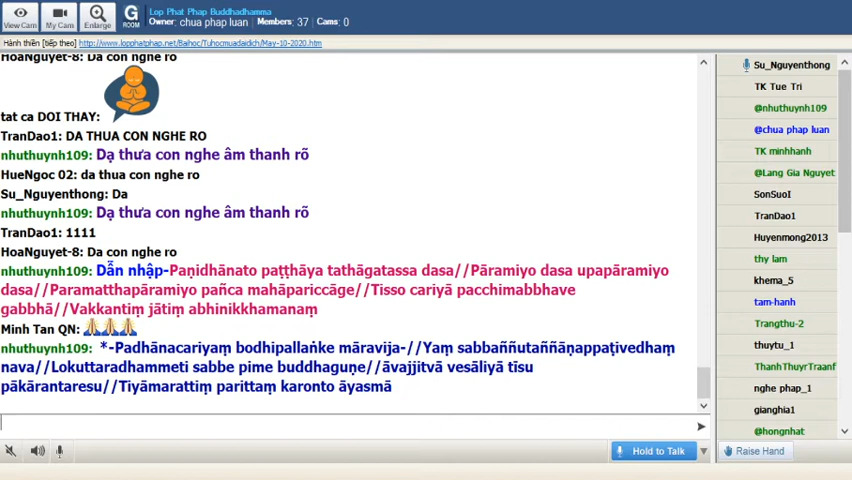 View Cam
My Cam
Enlarge
G
ROOM
Lop Phat Phap Buddhadhamma
Owner: chua phap luan Members: 37 Cams: 0
Hành thiền [tiếp theo] http://www.lopphatphap.net/Baihoc/Tuhocmuadaidich/May-10-2020.htm
HoaNguyet-8: Da co nghe ro
tat ca DOI THAY:
TranDao1: DA THUA CON NGHE RO
nhuthuynh109: Dạ thưa con nghe âm thanh rõ
HueNgoc 02: da thua con nghe ro
Su_Nguyenthong: Da
nhuthuynh109: Dạ thưa con nghe âm thanh rõ
TranDao1: 1111
HoaNguyet-8: Da con nghe ro
nhuthuynh109: Dẫn nhập-Paṇidhānato paṭṭhāya tathāgatassa dasa//Pāramiyo dasa upapāramiyo
dasa//Paramatthapāramiyo pañca mahāpariccāge//Tisso cariyā pacchimabbhave
gabbhā//Vakkantiṃ jātiṃ abhinikkhamanaṃ
Minh Tan QN:
nhuthuynh109: *-Padhānacariyaṃ bodhipallaṅke māravija-//Yaṃ sabbaññutaññāṇappaṭivedhaṃ
nava//Lokuttaradhammeti sabbe pime buddhaguṇe//āvajjitvā vesāliyā tīsu
pākārantaresu//Tiyāmarattiṃ parittaṃ karonto āyasmā
Su_Nguyenthong
TK Tue Tri
@nhuthuynh109
@chua phap luan
TK minhhanh
@Lang Gia Nguyet
SonSuoI
TranDao1
Huyenmong2013
thy lam
khema_5
tam-hanh
Trangthu-2
thuytu_1
ThanhThuyrTraanf
nghe phap_1
gianghia1
@hongnhat
Hold to Talk
Raise Hand